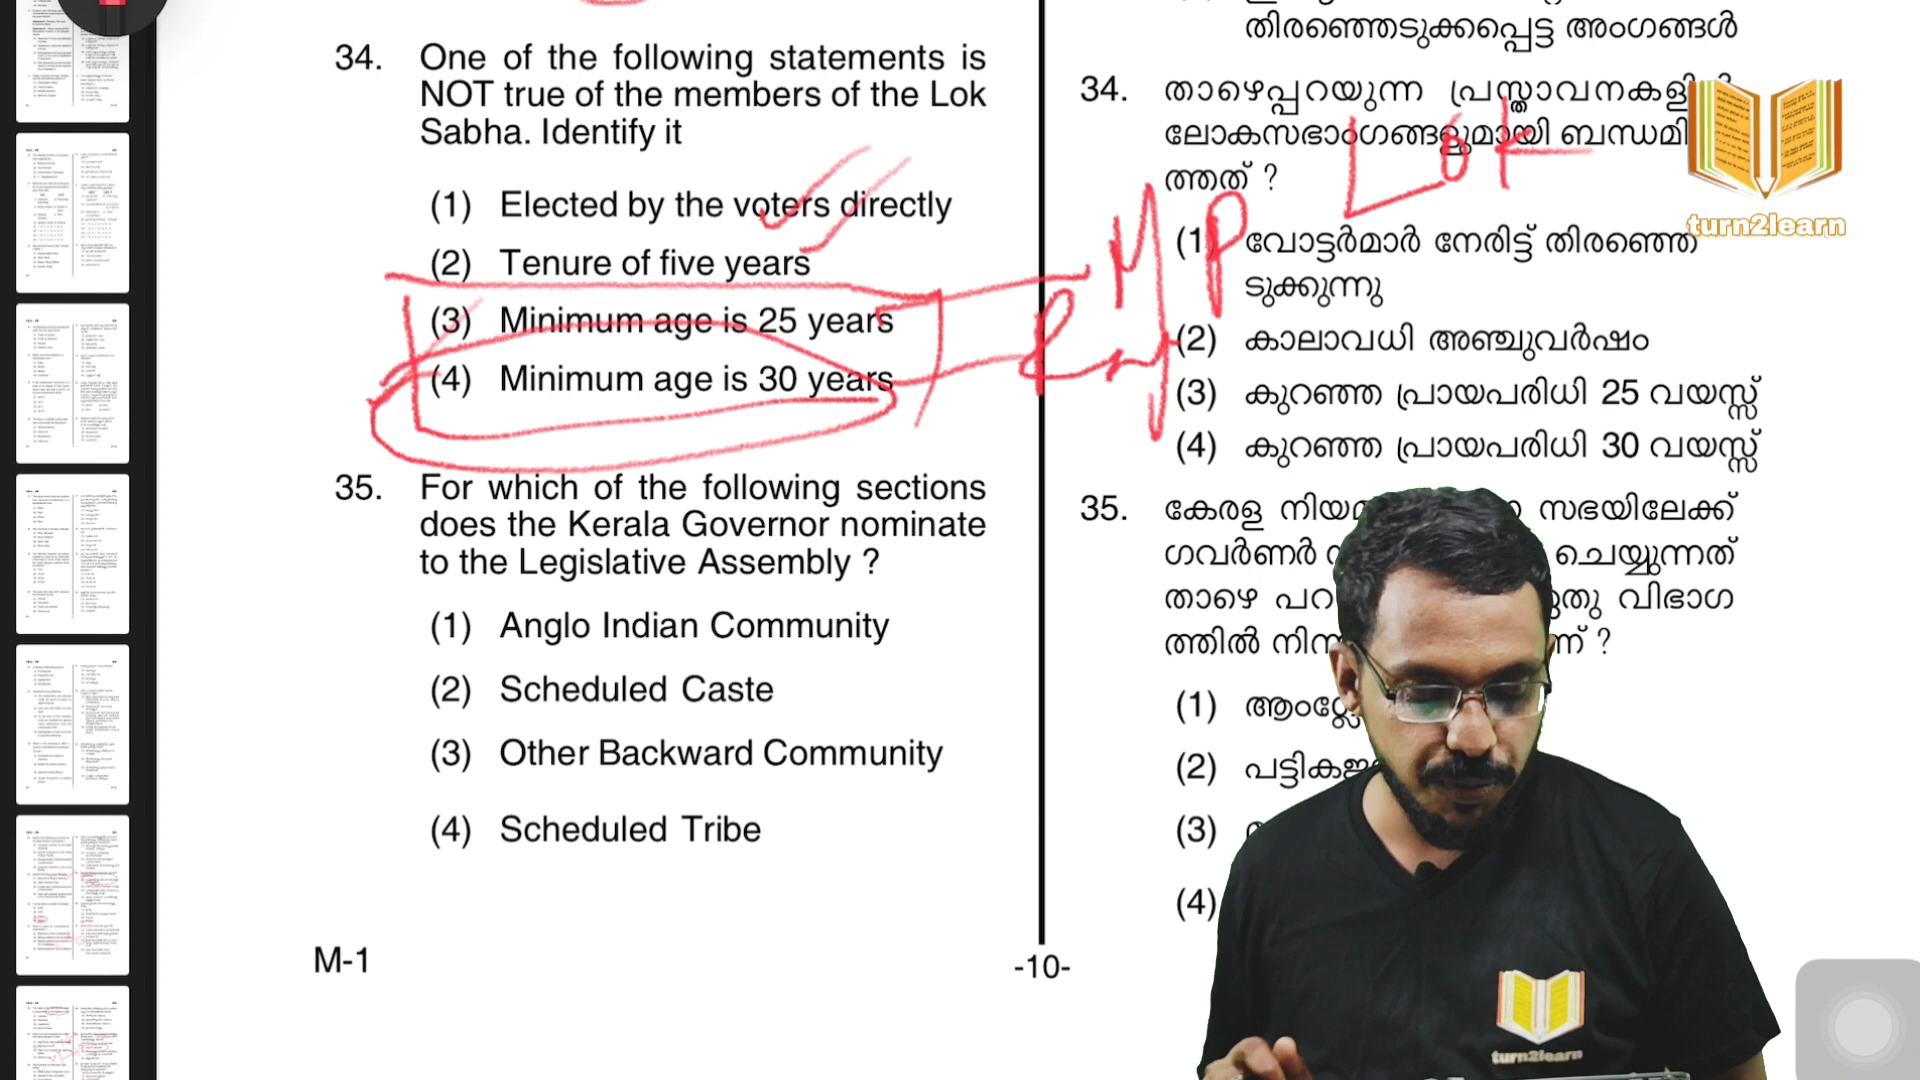 34. One of the following statements is
NOT true of the members of the Lok
Sabha. Identify it
(1) Elected by the voters directly
(2) Tenure of five years
(3) Minimum age is 25 years
(4) Minimum age is 30 years
35. For which of the following sections
does the Kerala Governor nominate
to the Legislative Assembly ?
(1) Anglo Indian Community
(2) Scheduled Caste
(3) Other Backward Community
(4) Scheduled Tribe
M-1
-10-
തിരഞ്ഞെടുക്കപ്പെട്ട അംഗങ്ങൾ
34. താഴെപ്പറയുന്ന
ത്തത് ?
(1) വോട്ടർമാർ നേരിട്ട് തിരഞ്ഞെ
ടുക്കുന്നു
(2) കാലാവധി അഞ്ചുവർഷം
(3) കുറഞ്ഞ പ്രായപരിധി 25 വയസ്സ്
(4) കുറഞ്ഞ പ്രായപരിധി 30 വയസ്സ്
35. കേരള സഭയിലേക്ക്
ഗവർണർ ചെയ്യുന്നത്
താഴെ വിഭാഗ
ത്തിൽ ?
(1)
(2)
(3)
(4)
Lok
MP
Raj
turn2learn
turn2learn